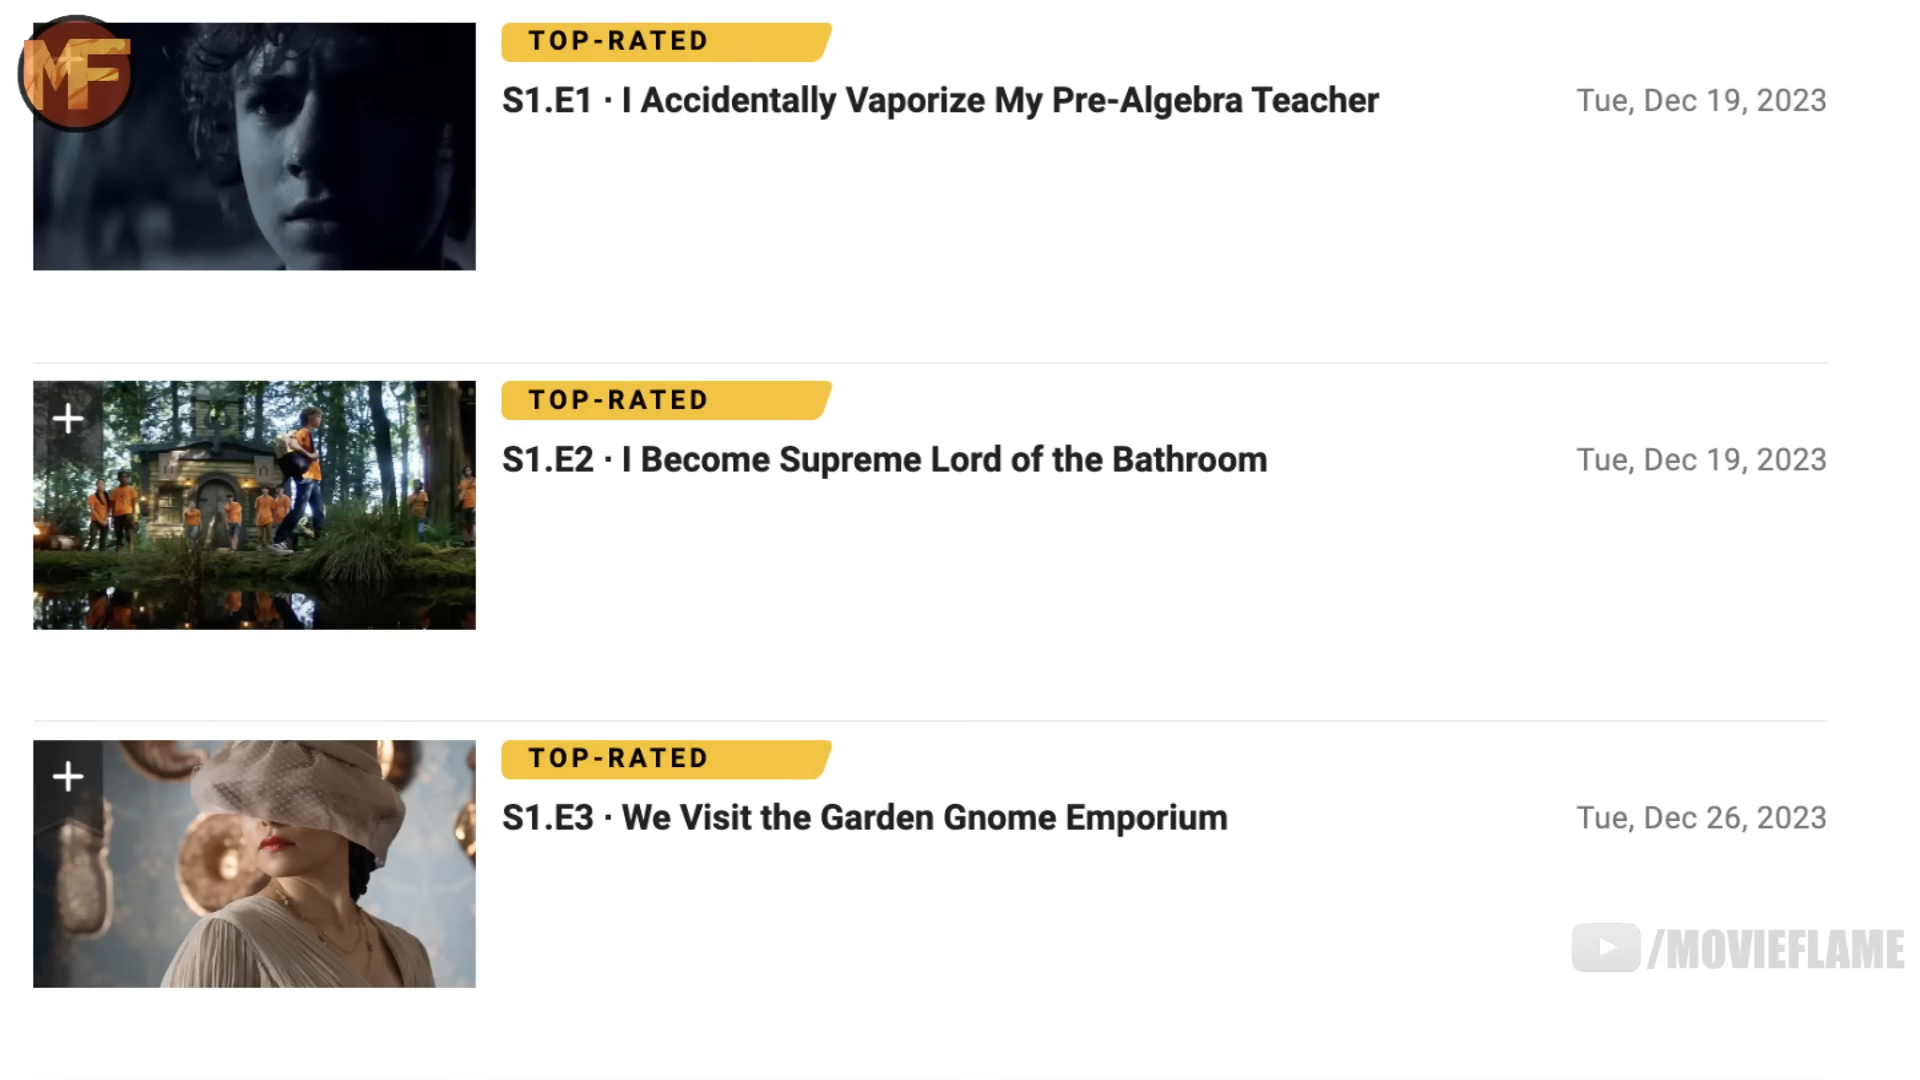 MF
TOP-RATED
S1.E1 · I Accidentally Vaporize My Pre-Algebra Teacher
Tue, Dec 19, 2023
TOP-RATED
S1.E2 · I Become Supreme Lord of the Bathroom
Tue, Dec 19, 2023
TOP-RATED
S1.E3 · We Visit the Garden Gnome Emporium
Tue, Dec 26, 2023
/MOVIEFLAME